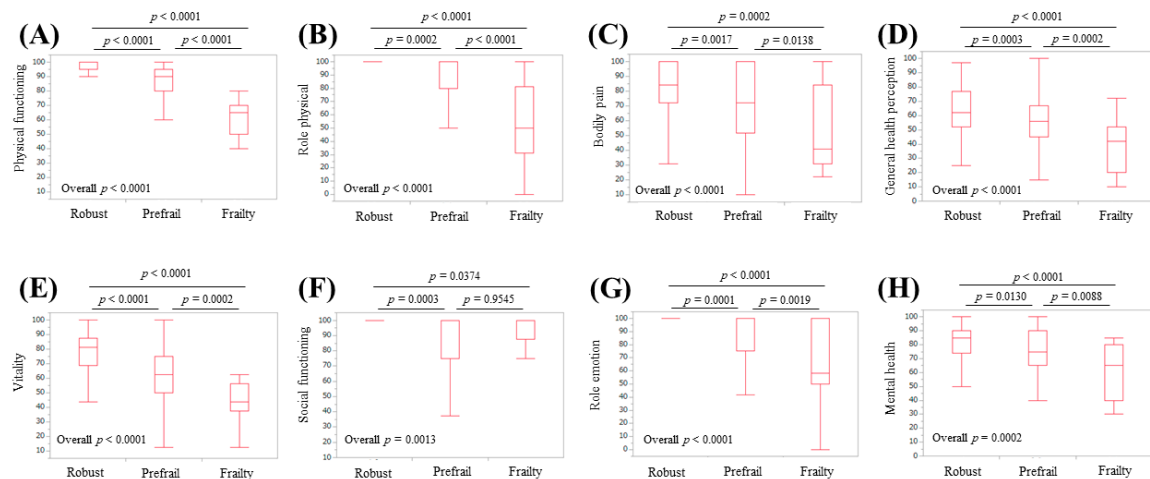 (A)
p < 0.0001
p < 0.0001 p < 0.0001
Physical functioning
100
90
80
70
60
50
40
30
20
10
Overall p < 0.0001
Robust Prefrail Frailty
(B)
p < 0.0001
p = 0.0002 p < 0.0001
Role physical
100
90
80
70
60
50
40
30
20
10
0
Overall p < 0.0001
Robust Prefrail Frailty
(C)
p = 0.0002
p = 0.0017 p = 0.0138
Bodily pain
100
90
80
70
60
50
40
30
20
10
Overall p < 0.0001
Robust Prefrail Frailty
(D)
p < 0.0001
p = 0.0003 p = 0.0002
General health perception
100
90
80
70
60
50
40
30
20
10
0
Overall p < 0.0001
Robust Prefrail Frailty
(E)
p < 0.0001
p < 0.0001 p = 0.0002
Vitality
100
90
80
70
60
50
40
30
20
10
Overall p < 0.0001
Robust Prefrail Frailty
(F)
p = 0.0374
p = 0.0003 p = 0.9545
Social functioning
100
90
80
70
60
50
40
30
20
10
Overall p = 0.0013
Robust Prefrail Frailty
(G)
p < 0.0001
p = 0.0001 p = 0.0019
Role emotion
100
90
80
70
60
50
40
30
20
10
0
Overall p < 0.0001
Robust Prefrail Frailty
(H)
p < 0.0001
p = 0.0130 p = 0.0088
Mental health
100
90
80
70
60
50
40
30
20
10
Overall p = 0.0002
Robust Prefrail Frailty